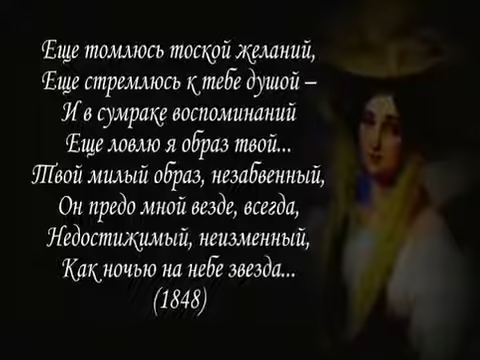 Еще томлюсь тоской желаний,
Еще стремлюсь к тебе душой –
И в сумраке воспоминаний
Еще ловлю я образ твой...
Твой милый образ, незабвенный,
Он предо мной везде, всегда,
Недостижимый, неизменный,
Как ночью на небе звезда...
(1848)